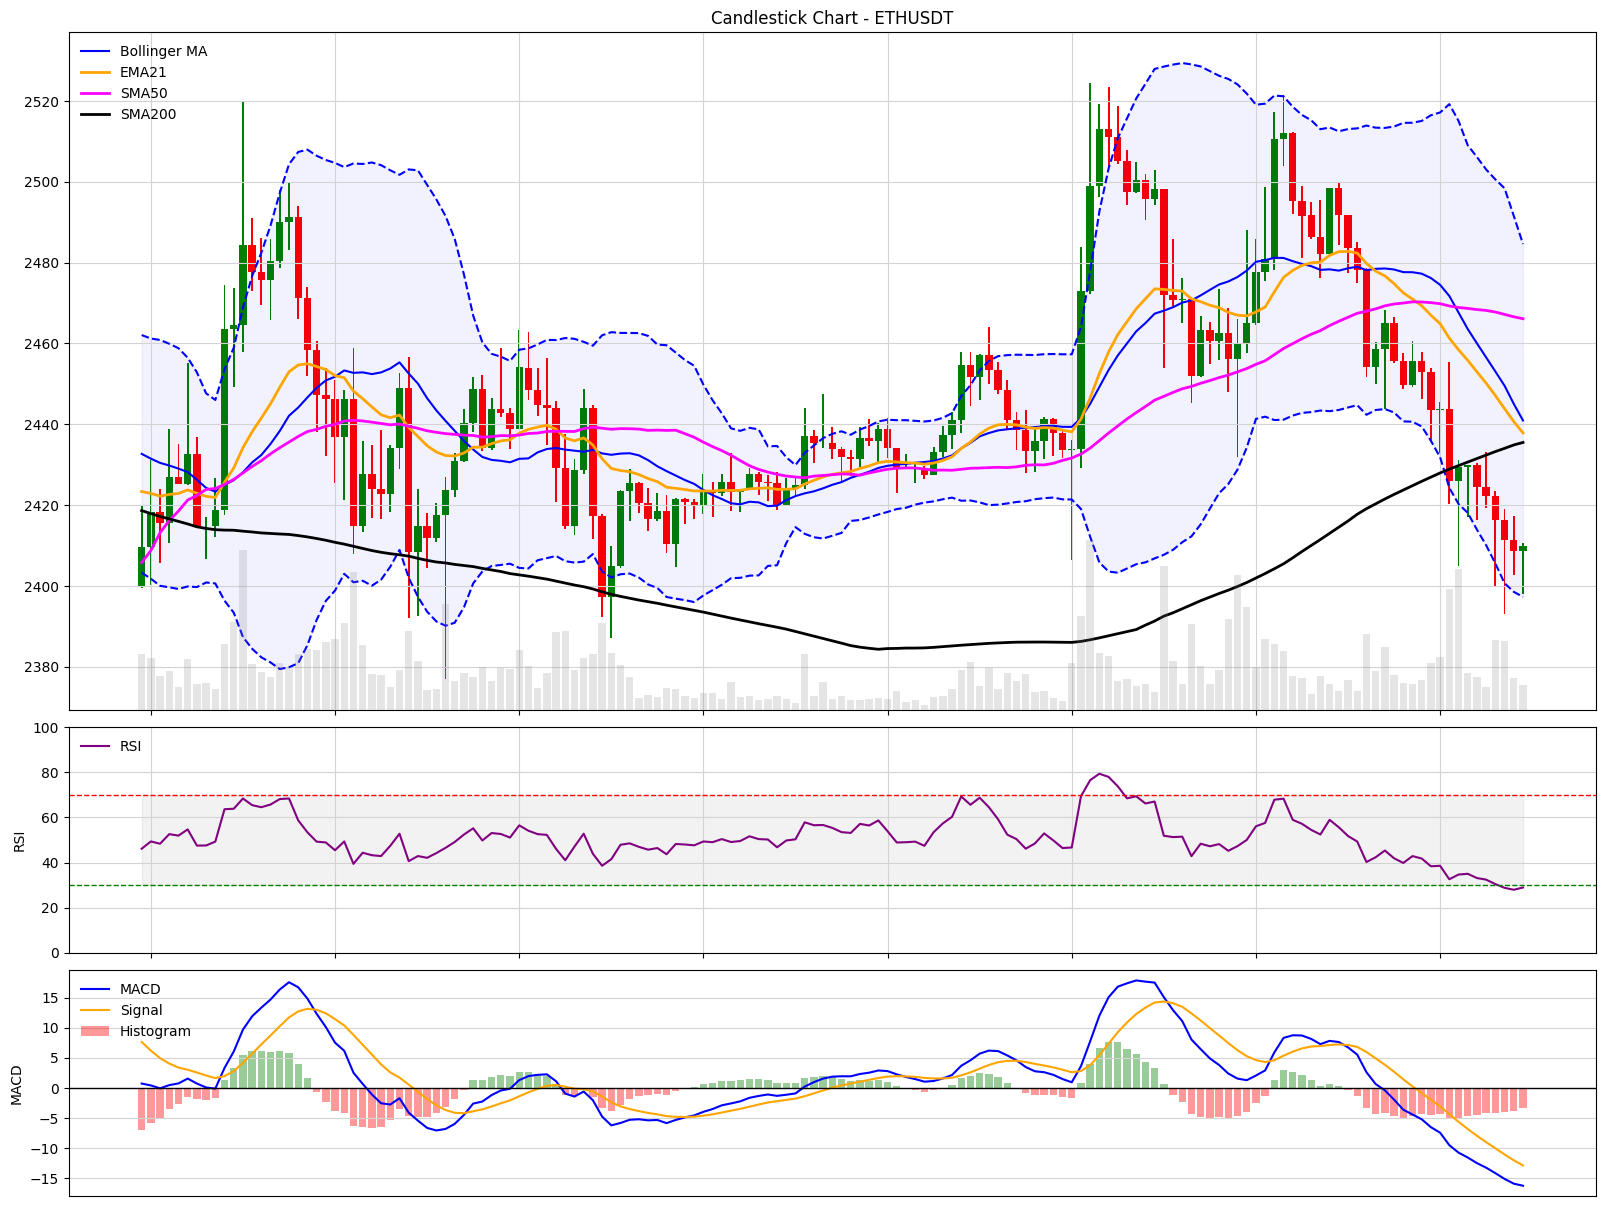 Candlestick Chart - ETHUSDT
Bollinger MA
EMA21
SMA50
SMA200
2520
2500
2480
2460
2440
2420
2400
2380
RSI
100
80
60
40
20
0
RSI
MACD
Signal
Histogram
15
10
5
0
−5
−10
−15
MACD